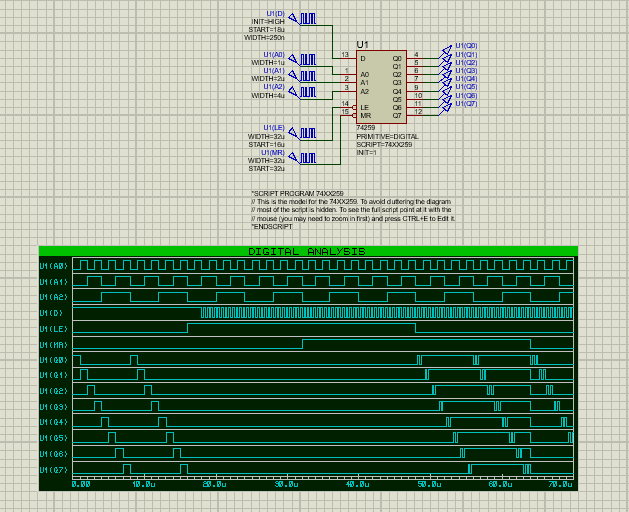 U1(D)
INIT=HIGH
START=18u
WIDTH=250n
U1(A0)
WIDTH=1u
U1(A1)
WIDTH=2u
U1(A2)
WIDTH=4u
U1(LE)
WIDTH=32u
START=16u
U1(MR)
WIDTH=32u
START=32u
U1
13 D Q0 4
Q1 5
1 A0 Q2 6
2 A1 Q3 7
3 A2 Q4 9
Q5 10
14 LE Q6 11
15 MR Q7 12
74259
PRIMITIVE=DIGITAL
SCRIPT=74XX259
INIT=1
U1(Q0)
U1(Q1)
U1(Q2)
U1(Q3)
U1(Q4)
U1(Q5)
U1(Q6)
U1(Q7)
*SCRIPT PROGRAM 74XX259
// This is the model for the 74XX259. To avoid cluttering the diagram
// most of the script is hidden. To see the full script point at it with the
// mouse (you may need to zoom in first) and press CTRL+E to Edit it.
*ENDSCRIPT
DIGITAL ANALYSIS
U1(A0)
U1(A1)
U1(A2)
U1(D)
U1(LE)
U1(MR)
U1(Q0)
U1(Q1)
U1(Q2)
U1(Q3)
U1(Q4)
U1(Q5)
U1(Q6)
U1(Q7)
0.00 10.0u 20.0u 30.0u 40.0u 50.0u 60.0u 70.0u